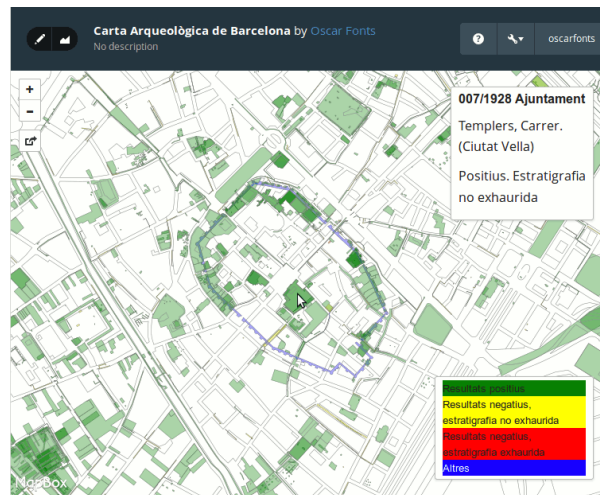 Carta Arqueològica de Barcelona by Oscar Fonts
No description
oscarfonts
+
-
007/1928 Ajuntament
Templers, Carrer.
(Ciutat Vella)
Positius. Estratigrafia
no exhaurida
Resultats positius
Resultats negatius,
estratigrafia no exhaurida
Resultats negatius,
estratigrafia exhaurida
Altres
MapBox